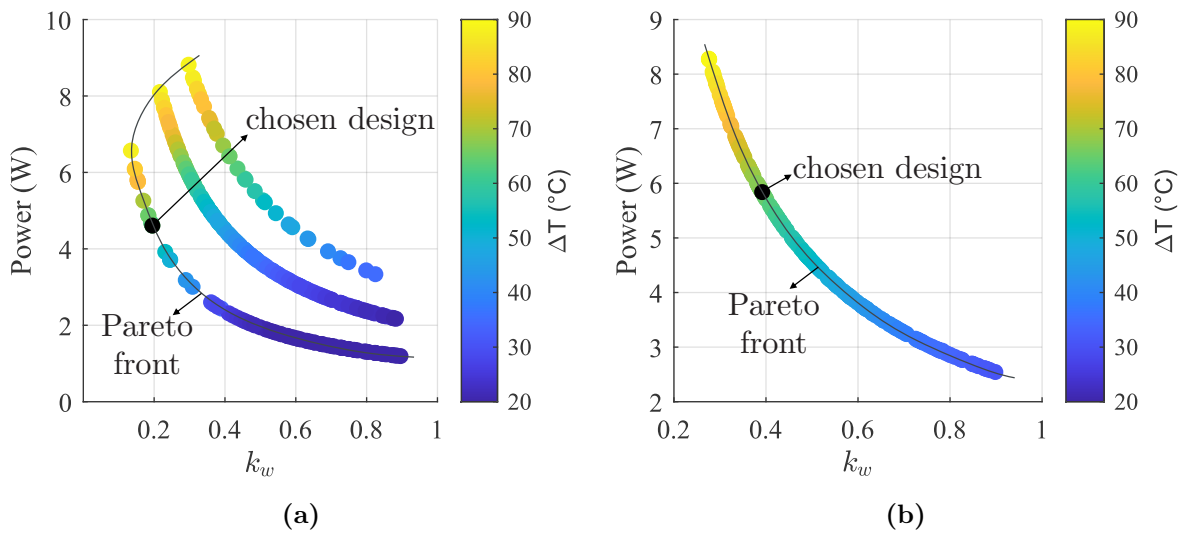 10
8
6
4
2
0
0.2
0.4
0.6
0.8
1
Power (W)
k_w
chosen design
Pareto
front
90
80
70
60
50
40
30
20
ΔT (°C)
(a)
9
8
7
6
5
4
3
2
0.2
0.4
0.6
0.8
1
Power (W)
k_w
chosen design
Pareto
front
90
80
70
60
50
40
30
20
ΔT (°C)
(b)